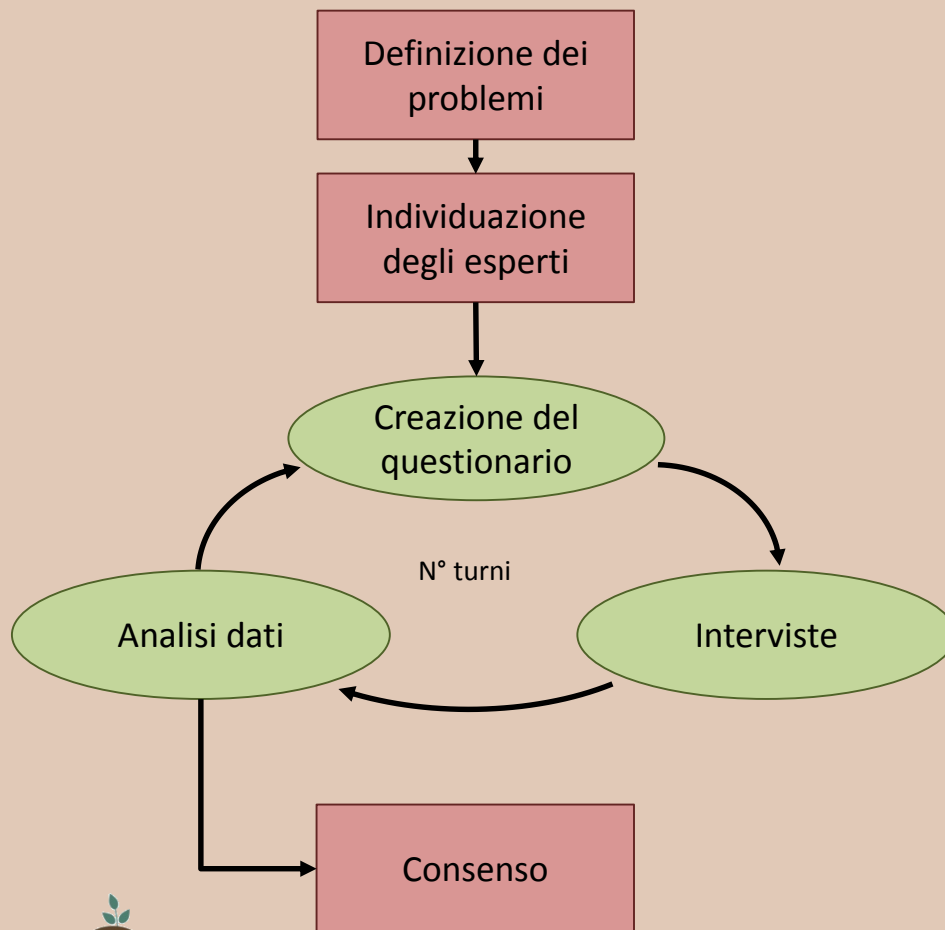 Definizione dei
problemi
Individuazione
degli esperti
Creazione del
questionario
N° turni
Analisi dati
Interviste
Consenso